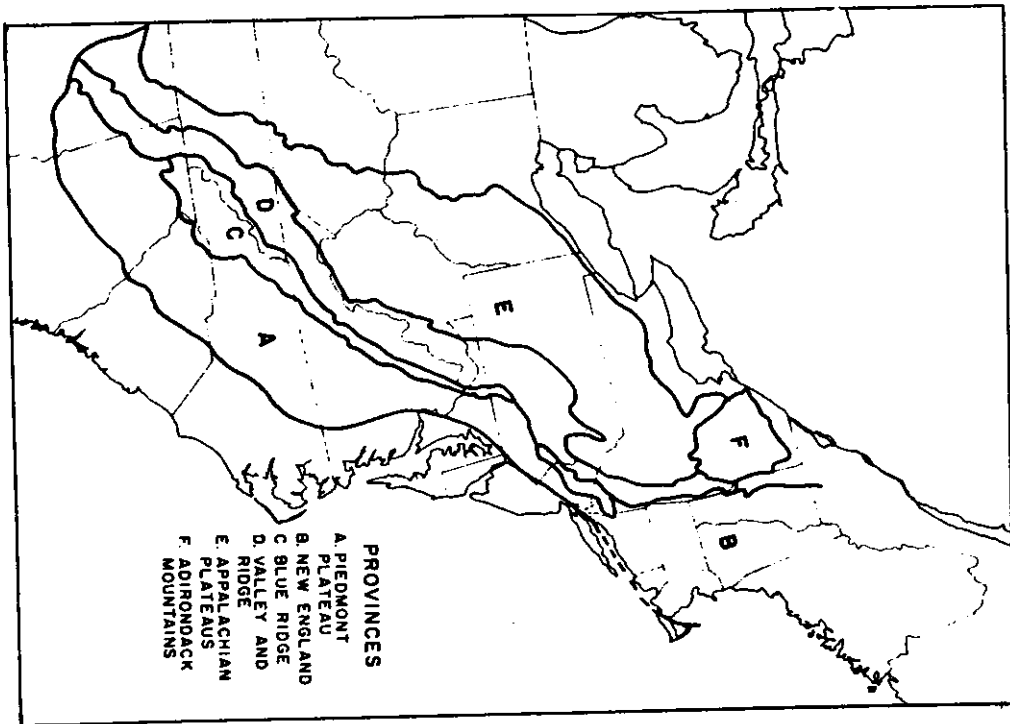 PROVINCES
A. PIEDMONT
PLATEAU
B. NEW ENGLAND
C BLUE RIDGE
D. VALLEY AND
RIDGE
E. APPALACHIAN
PLATEAUS
F. ADIRONDACK
MOUNTAINS
A
B
C
D
E
F